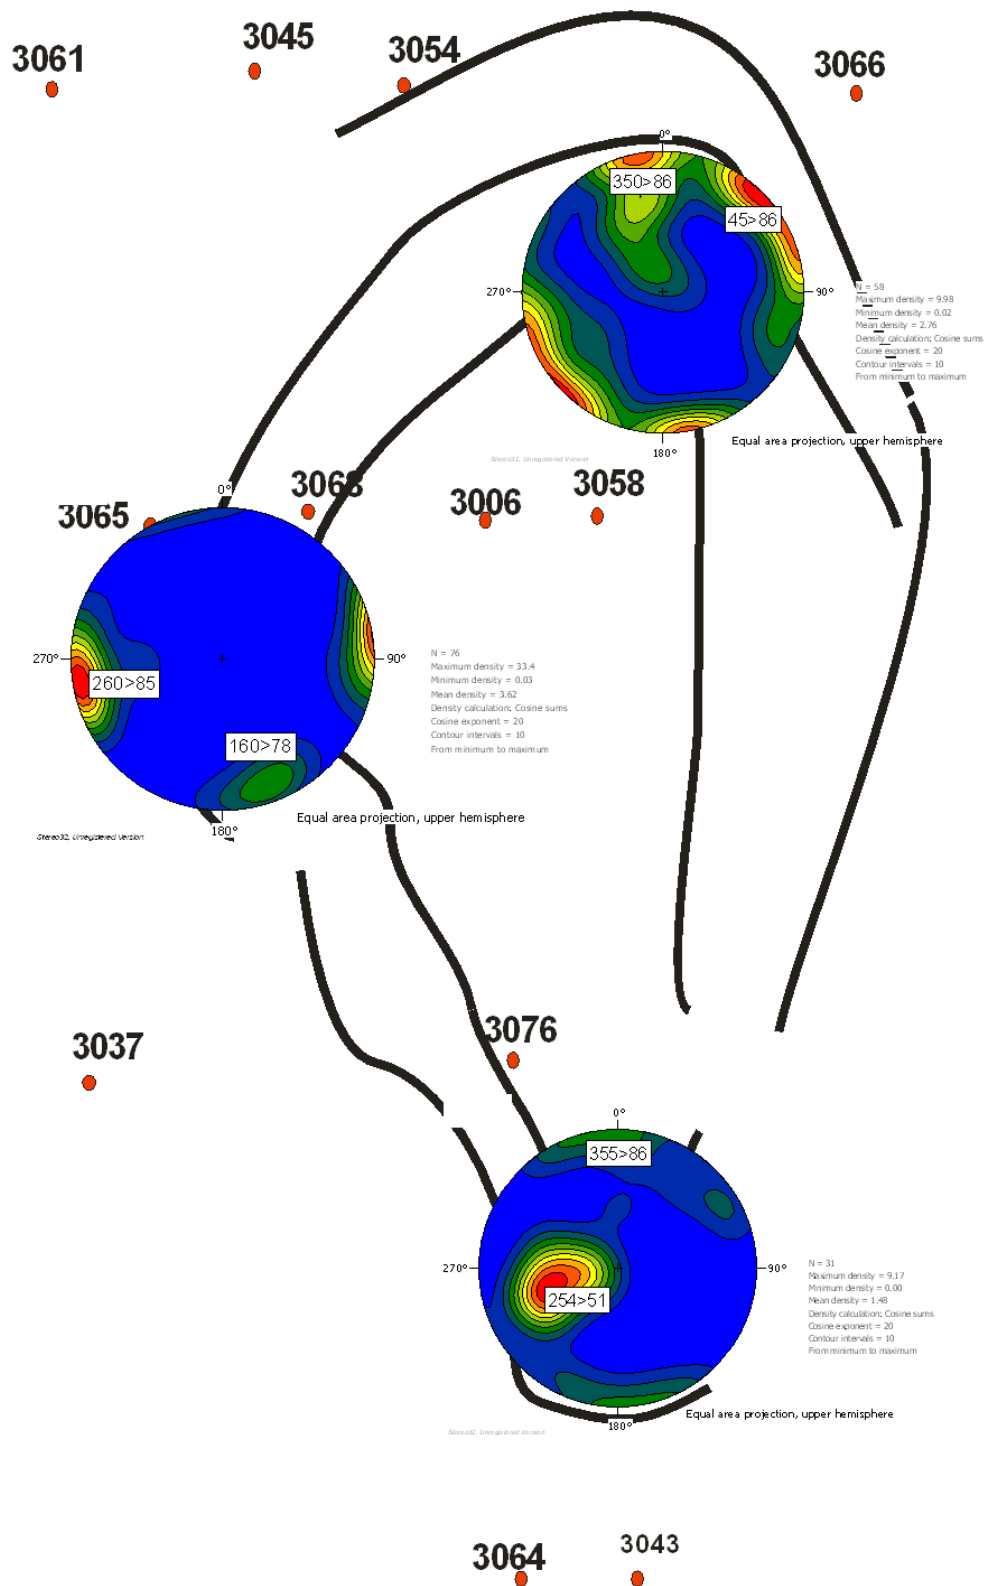 3045
3054
3061
3066
0°
350>86
45>86
270°
90°
N = 58
Maximum density = 9.98
Minimum density = 0.02
Mean density = 2.76
Density calculation: Cosine sums
Cosine exponent = 20
Contour intervals = 10
From minimum to maximum
Equal area projection, upper hemisphere
180°
Stereo32, Unregistered Version
3068
3058
3006
3065
0°
270°
90°
260>85
160>78
N = 76
Maximum density = 33.4
Minimum density = 0.03
Mean density = 3.62
Density calculation: Cosine sums
Cosine exponent = 20
Contour intervals = 10
From minimum to maximum
Equal area projection, upper hemisphere
180°
Stereo32, Unregistered Version
3076
3037
0°
355>86
270°
90°
254>51
N = 31
Maximum density = 9.17
Minimum density = 0.00
Mean density = 1.48
Density calculation: Cosine sums
Cosine exponent = 20
Contour intervals = 10
From minimum to maximum
Equal area projection, upper hemisphere
180°
Stereo32, Unregistered Version
3064
3043